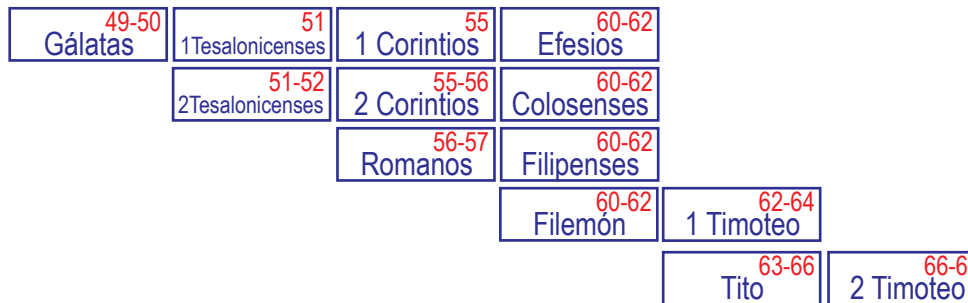 49-50 51 55 60-62
Gálatas 1Tesalonicenses 1 Corintios Efesios
51-52 55-56 60-62
2Tesalonicenses 2 Corintios Colosenses
56-57 60-62
Romanos Filipenses
60-62 62-64
Filemón 1 Timoteo
63-66
Tito 2 Timoteo